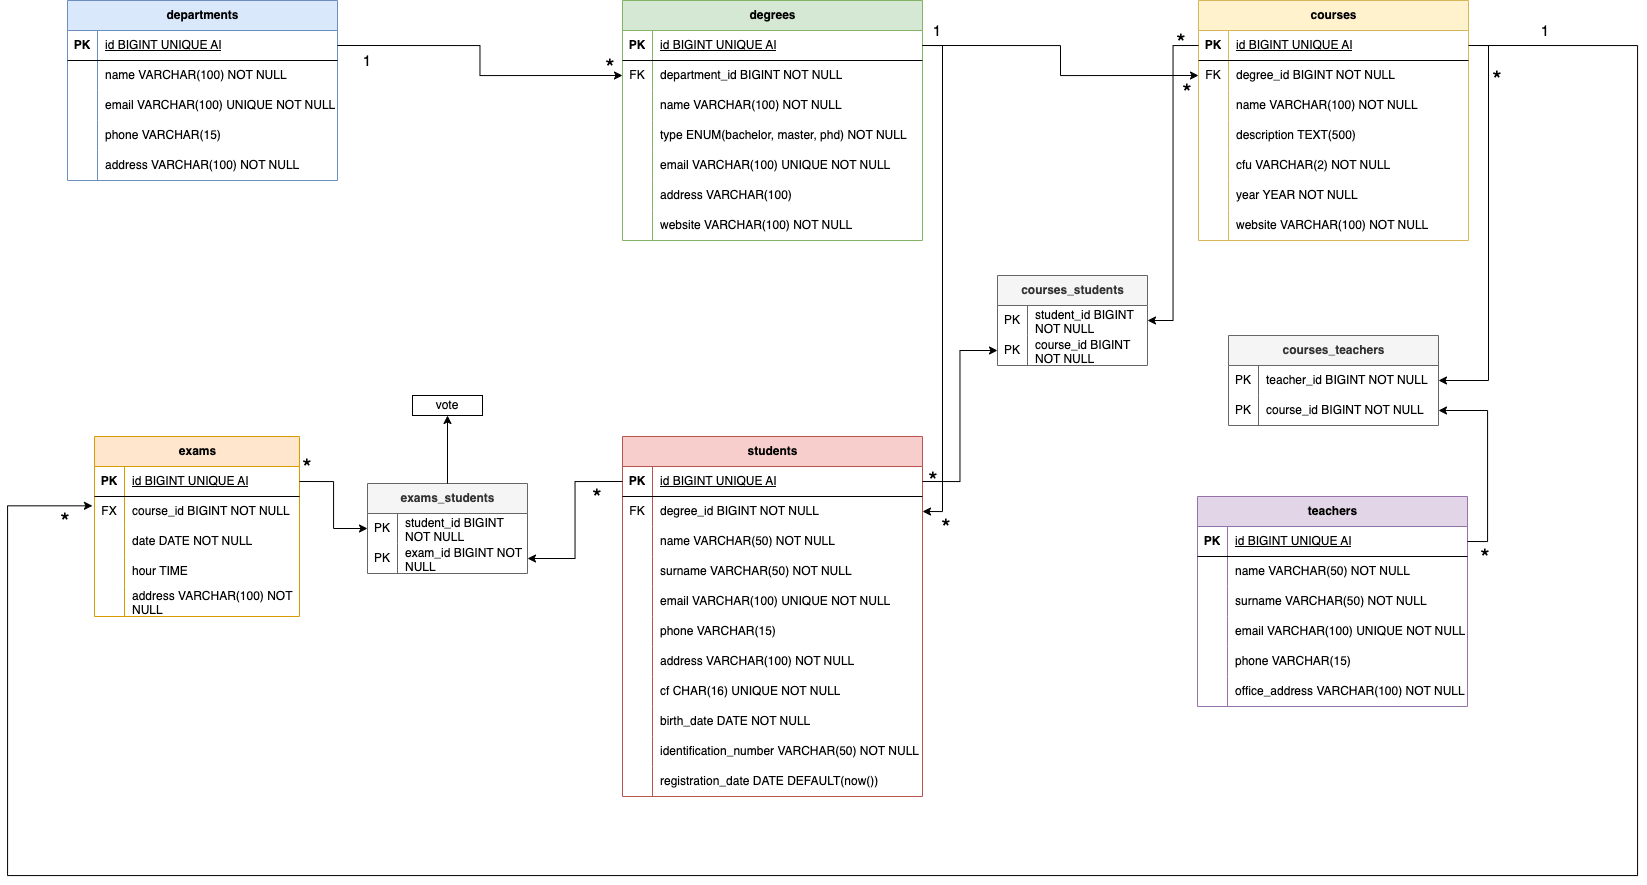 departments
PK id BIGINT UNIQUE AI
name VARCHAR(100) NOT NULL
email VARCHAR(100) UNIQUE NOT NULL
phone VARCHAR(15)
address VARCHAR(100) NOT NULL
1
*
degrees
PK id BIGINT UNIQUE AI
FK department_id BIGINT NOT NULL
name VARCHAR(100) NOT NULL
type ENUM(bachelor, master, phd) NOT NULL
email VARCHAR(100) UNIQUE NOT NULL
address VARCHAR(100)
website VARCHAR(100) NOT NULL
1
*
*
courses
PK id BIGINT UNIQUE AI
FK degree_id BIGINT NOT NULL
name VARCHAR(100) NOT NULL
description TEXT(500)
cfu VARCHAR(2) NOT NULL
year YEAR NOT NULL
website VARCHAR(100) NOT NULL
1
*
courses_students
PK student_id BIGINT
NOT NULL
PK course_id BIGINT
NOT NULL
courses_teachers
PK teacher_id BIGINT NOT NULL
PK course_id BIGINT NOT NULL
vote
exams
PK id BIGINT UNIQUE AI
FX course_id BIGINT NOT NULL
date DATE NOT NULL
hour TIME
address VARCHAR(100) NOT
NULL
*
*
exams_students
PK student_id BIGINT
NOT NULL
PK exam_id BIGINT NOT
NULL
*
students
PK id BIGINT UNIQUE AI
FK degree_id BIGINT NOT NULL
name VARCHAR(50) NOT NULL
surname VARCHAR(50) NOT NULL
email VARCHAR(100) UNIQUE NOT NULL
phone VARCHAR(15)
address VARCHAR(100) NOT NULL
cf CHAR(16) UNIQUE NOT NULL
birth_date DATE NOT NULL
identification_number VARCHAR(50) NOT NULL
registration_date DATE DEFAULT(now())
*
*
teachers
PK id BIGINT UNIQUE AI
name VARCHAR(50) NOT NULL
surname VARCHAR(50) NOT NULL
email VARCHAR(100) UNIQUE NOT NULL
phone VARCHAR(15)
office_address VARCHAR(100) NOT NULL
*